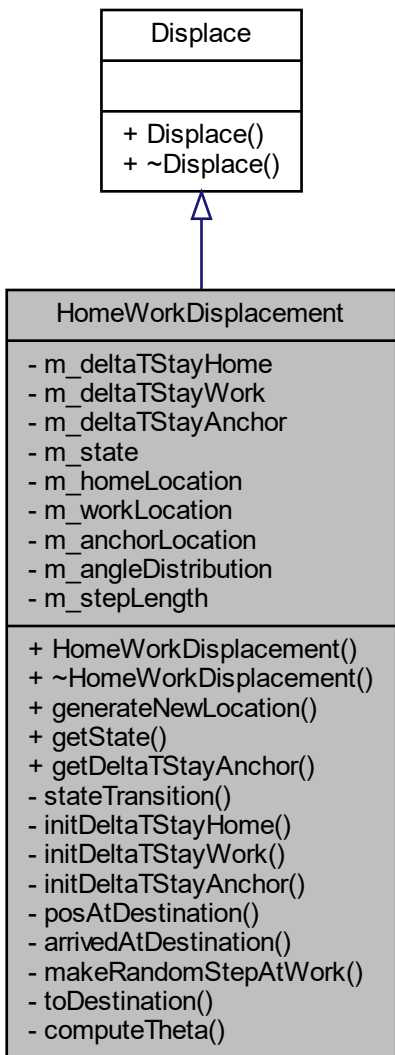 Displace
+ Displace()
+ ~Displace()
HomeWorkDisplacement
- m_deltaTStayHome
- m_deltaTStayWork
- m_deltaTStayAnchor
- m_state
- m_homeLocation
- m_workLocation
- m_anchorLocation
- m_angleDistribution
- m_stepLength
+ HomeWorkDisplacement()
+ ~HomeWorkDisplacement()
+ generateNewLocation()
+ getState()
+ getDeltaTStayAnchor()
- stateTransition()
- initDeltaTStayHome()
- initDeltaTStayWork()
- initDeltaTStayAnchor()
- posAtDestination()
- arrivedAtDestination()
- makeRandomStepAtWork()
- toDestination()
- computeTheta()